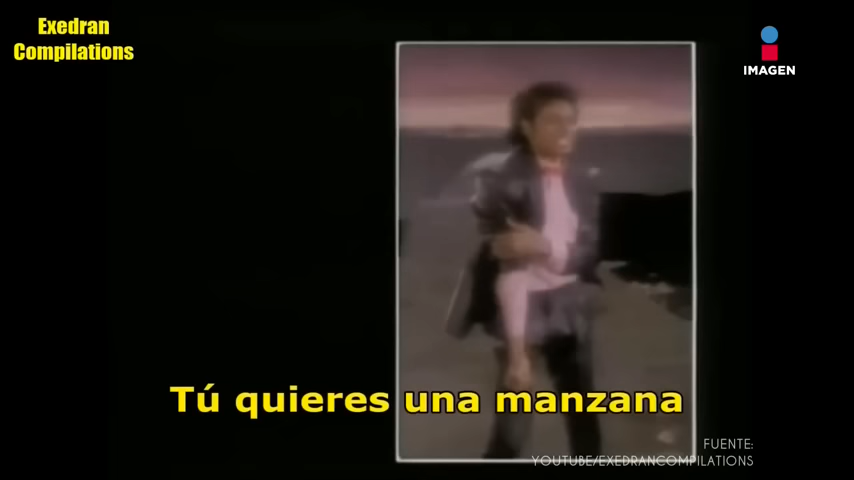 Exedran
Compilations
IMAGEN
Tú quieres una manzana
FUENTE:
YOUTUBE/EXEDRANCOMPILATIONS